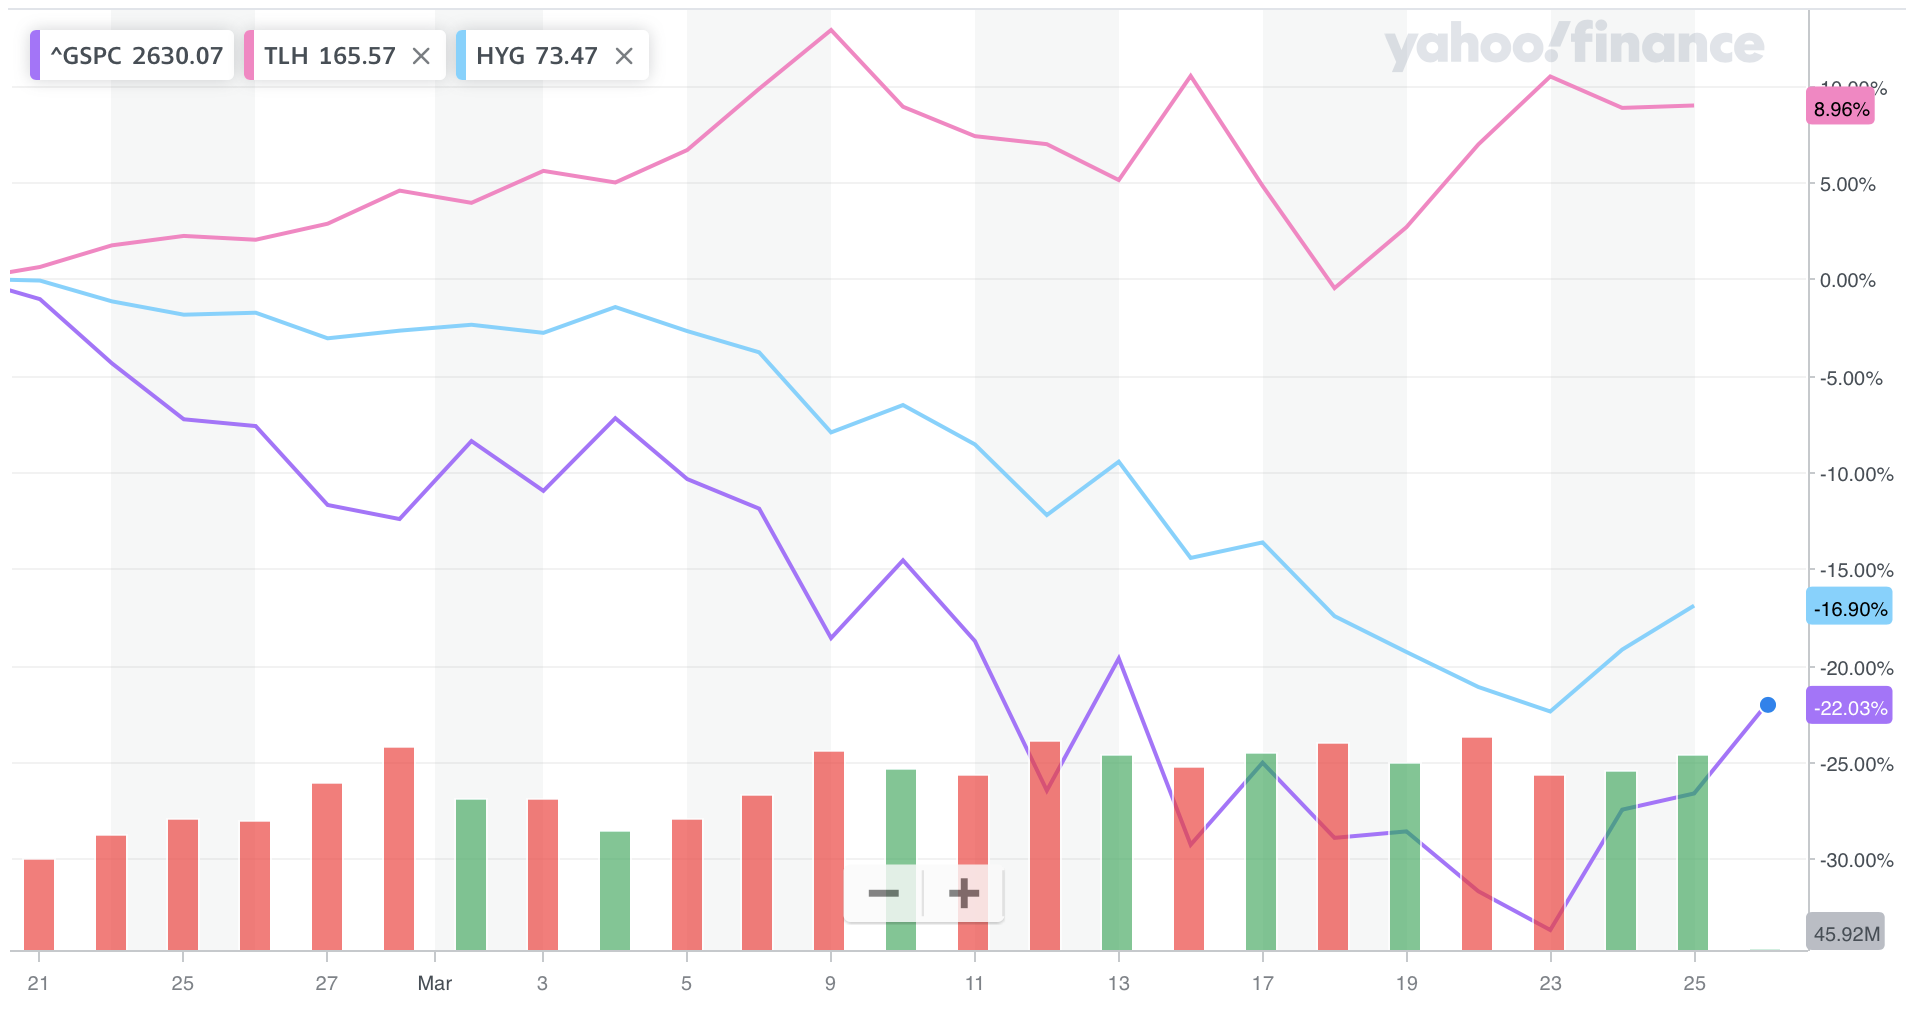 ^GSPC 2630.07
TLH 165.57
HYG 73.47
yahoo!finance
10.00%
8.96%
5.00%
0.00%
-5.00%
-10.00%
-15.00%
-16.90%
-20.00%
-22.03%
-25.00%
-30.00%
45.92M
21 25 27 Mar 3 5 9 11 13 17 19 23 25